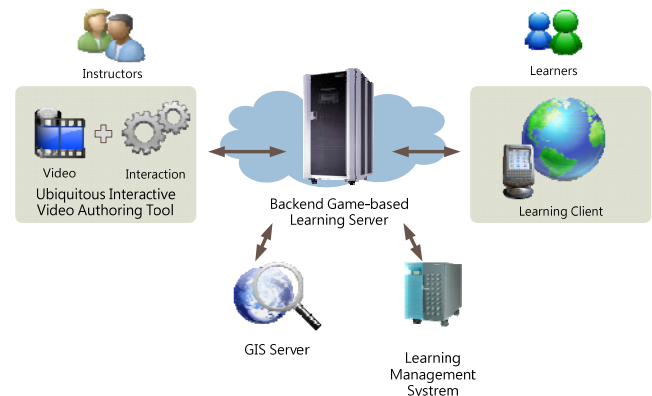 Instructors
Learners
Video
Interaction
Ubiquitous Interactive
Video Authoring Tool
Backend Game-based
Learning Server
Learning Client
GIS Server
Learning
Management
Systrem